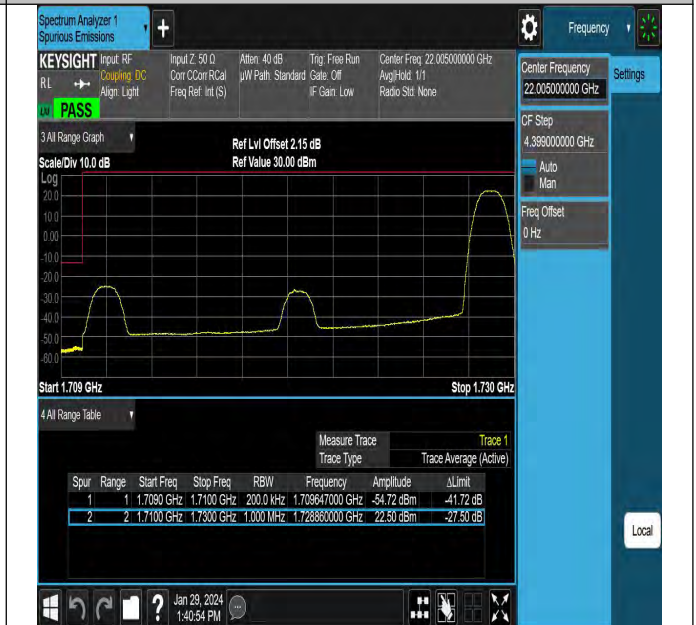 Spectrum Analyzer 1
Spurious Emissions
+
Frequency
KEYSIGHT
RL
Input: RF
Coupling: DC
Align: Light
Input Z: 50 Ω
Corr CCorr RCal
Freq Ref: Int (S)
Atten: 40 dB
µW Path: Standard
Trig: Free Run
Gate: Off
IF Gain: Low
Center Freq: 22.005000000 GHz
Avg|Hold: 1/1
Radio Std: None
PASS
3 All Range Graph
Scale/Div 10.0 dB
Ref Lvl Offset 2.15 dB
Ref Value 30.00 dBm
Log
20.0
10.0
0.00
-10.0
-20.0
-30.0
-40.0
-50.0
-60.0
Start 1.709 GHz
Stop 1.730 GHz
4 All Range Table
Measure Trace Trace 1
Trace Type Trace Average (Active)
Spur Range Start Freq Stop Freq RBW Frequency Amplitude ΔLimit
1 1 1.7090 GHz 1.7100 GHz 200.0 kHz 1.709647000 GHz -54.72 dBm -41.72 dB
2 2 1.7100 GHz 1.7300 GHz 1.000 MHz 1.728860000 GHz 22.50 dBm -27.50 dB
Center Frequency
22.005000000 GHz
Settings
CF Step
4.399000000 GHz
Auto
Man
Freq Offset
0 Hz
Local
?
Jan 29, 2024
1:40:54 PM